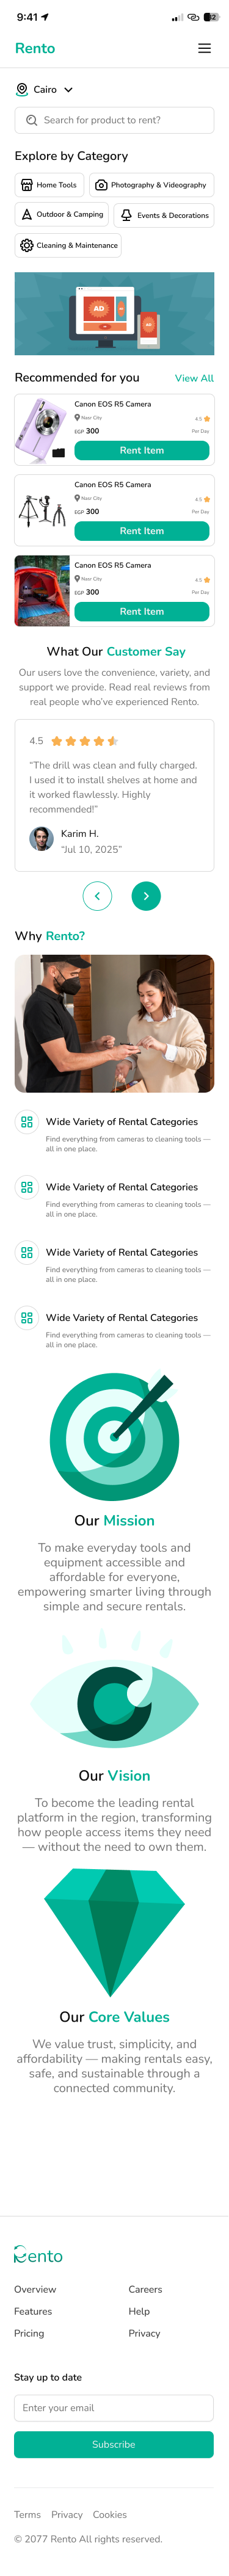 9:41
Rento
Cairo
Search for product to rent?
Explore by Category
Home Tools
Photography & Videography
Outdoor & Camping
Events & Decorations
Cleaning & Maintenance
AD
AD
Recommended for you
View All
Canon EOS R5 Camera
Nasr City
4.5
EGP 300
Per Day
Rent Item
Canon EOS R5 Camera
Nasr City
4.5
EGP 300
Per Day
Rent Item
Canon EOS R5 Camera
Nasr City
4.5
EGP 300
Per Day
Rent Item
What Our Customer Say
Our users love the convenience, variety, and
support we provide. Read real reviews from
real people who've experienced Rento.
4.5
“The drill was clean and fully charged.
I used it to install shelves at home and
it worked flawlessly. Highly
recommended!”
Karim H.
“Jul 10, 2025”
Why Rento?
Wide Variety of Rental Categories
Find everything from cameras to cleaning tools —
all in one place.
Wide Variety of Rental Categories
Find everything from cameras to cleaning tools —
all in one place.
Wide Variety of Rental Categories
Find everything from cameras to cleaning tools —
all in one place.
Wide Variety of Rental Categories
Find everything from cameras to cleaning tools —
all in one place.
Our Mission
To make everyday tools and
equipment accessible and
affordable for everyone,
empowering smarter living through
simple and secure rentals.
Our Vision
To become the leading rental
platform in the region, transforming
how people access items they need
— without the need to own them.
Our Core Values
We value trust, simplicity, and
affordability — making rentals easy,
safe, and sustainable through a
connected community.
Rento
Overview
Careers
Features
Help
Pricing
Privacy
Stay up to date
Enter your email
Subscribe
Terms Privacy Cookies
© 2077 Rento All rights reserved.